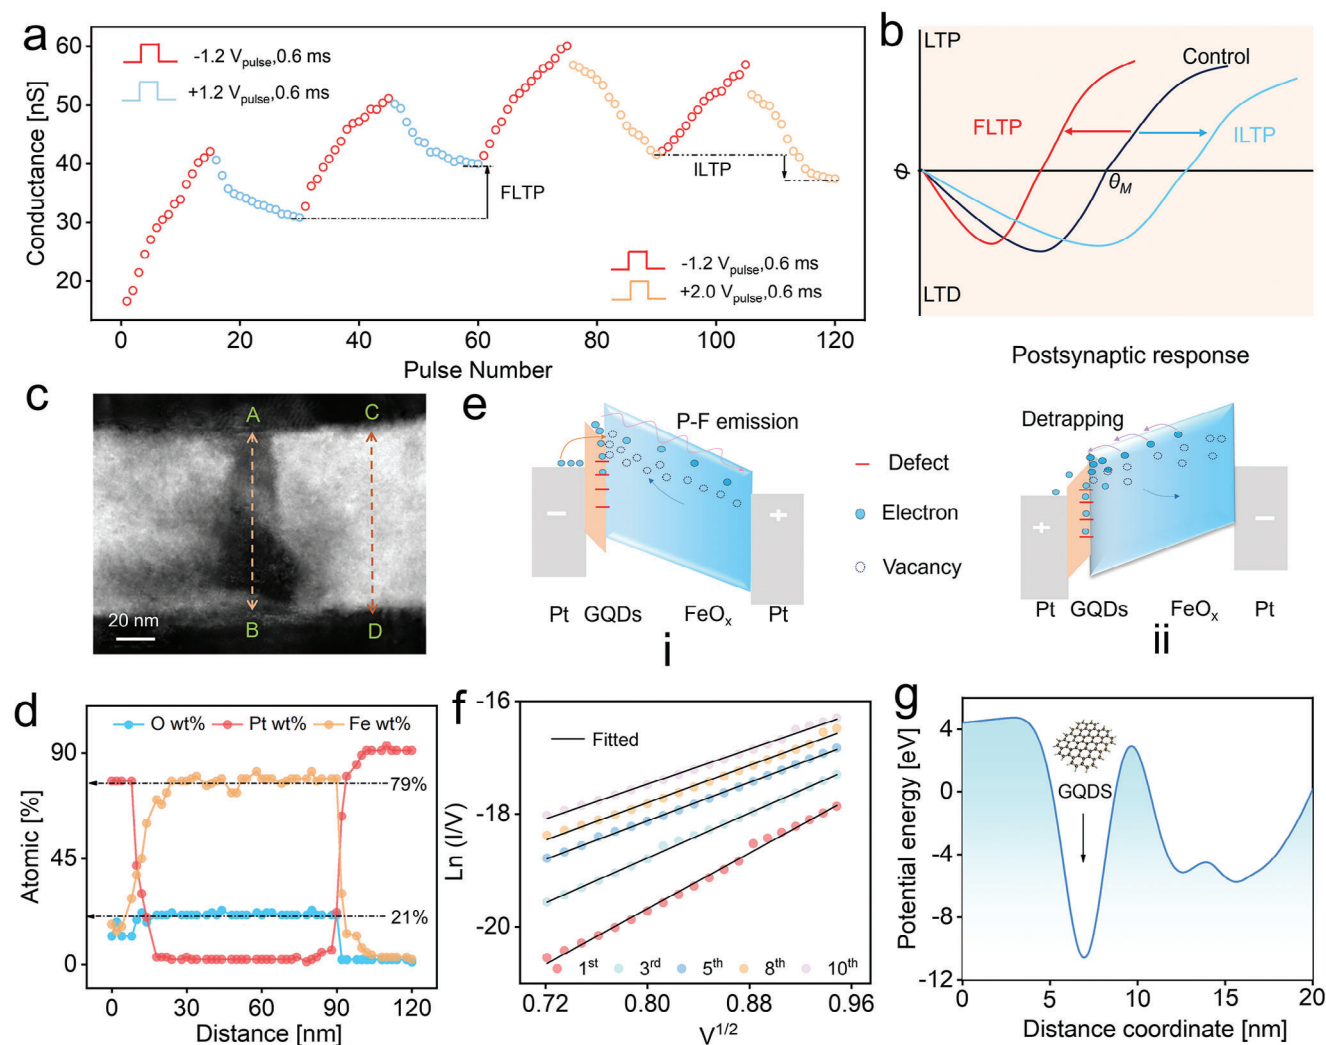 a
60
50
40
30
20
Conductance [nS]
-1.2 Vpulse,0.6 ms
+1.2 Vpulse,0.6 ms
FLTP
ILTP
-1.2 Vpulse,0.6 ms
+2.0 Vpulse,0.6 ms
0 20 40 60 80 100 120
Pulse Number
b
LTP
Control
FLTP
ILTP
θM
LTD
Postsynaptic response
c
A
C
B
D
20 nm
e
P-F emission
Detrapping
Defect
Electron
Vacancy
− +
+ −
Pt GQDs FeOx Pt
Pt GQDs FeOx Pt
i
ii
d
O wt% Pt wt% Fe wt%
90
45
0
Atomic [%]
79%
21%
0 30 60 90 120
Distance [nm]
f
-16
-18
-20
Ln (I/V)
Fitted
1st 3rd 5th 8th 10th
0.72 0.80 0.88 0.96
V1/2
g
4
0
-4
-8
-12
Potential energy [eV]
GQDS
0 5 10 15 20
Distance coordinate [nm]